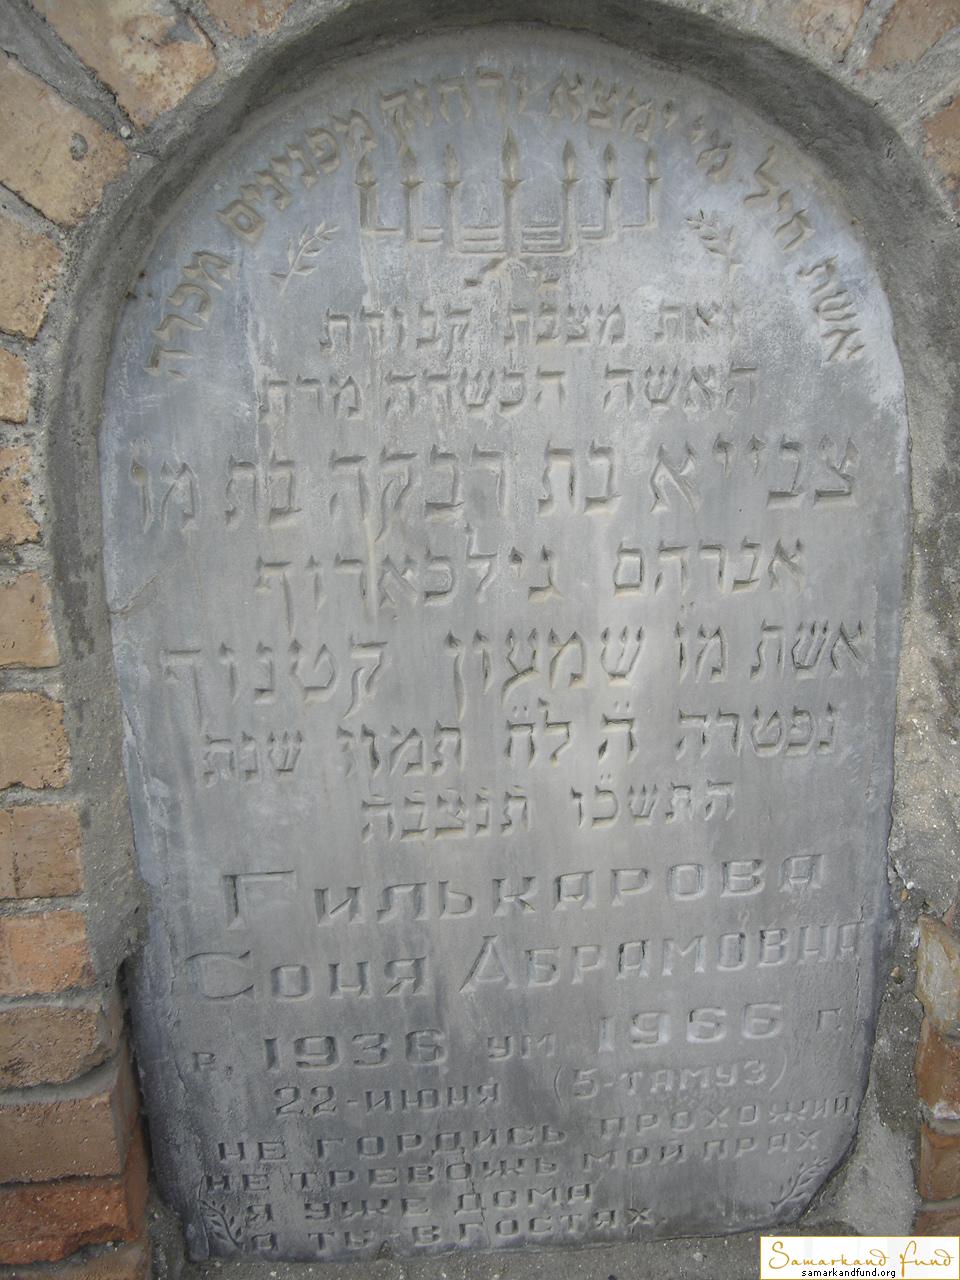 אשת חיל מי ימצא ורחוק מפנינים מכרה
זאת מצבת קבורת
האשה הכשרה מרת
צבייא בת רבקה בת מו
אברהם גילכארוף
אשת מו שמעון קטנוף
נפטרה ה לח תמוז שנת
התשכו תנצבה
Гилькарова
Соня Абрамовна
р. 1936 ум 1966 г.
22-июня (5-тамуз)
не гордись прохожий
не тревожь мой прах
я уже дома
а ты-в гостях.
Samarkand fund
samarkandfund.org